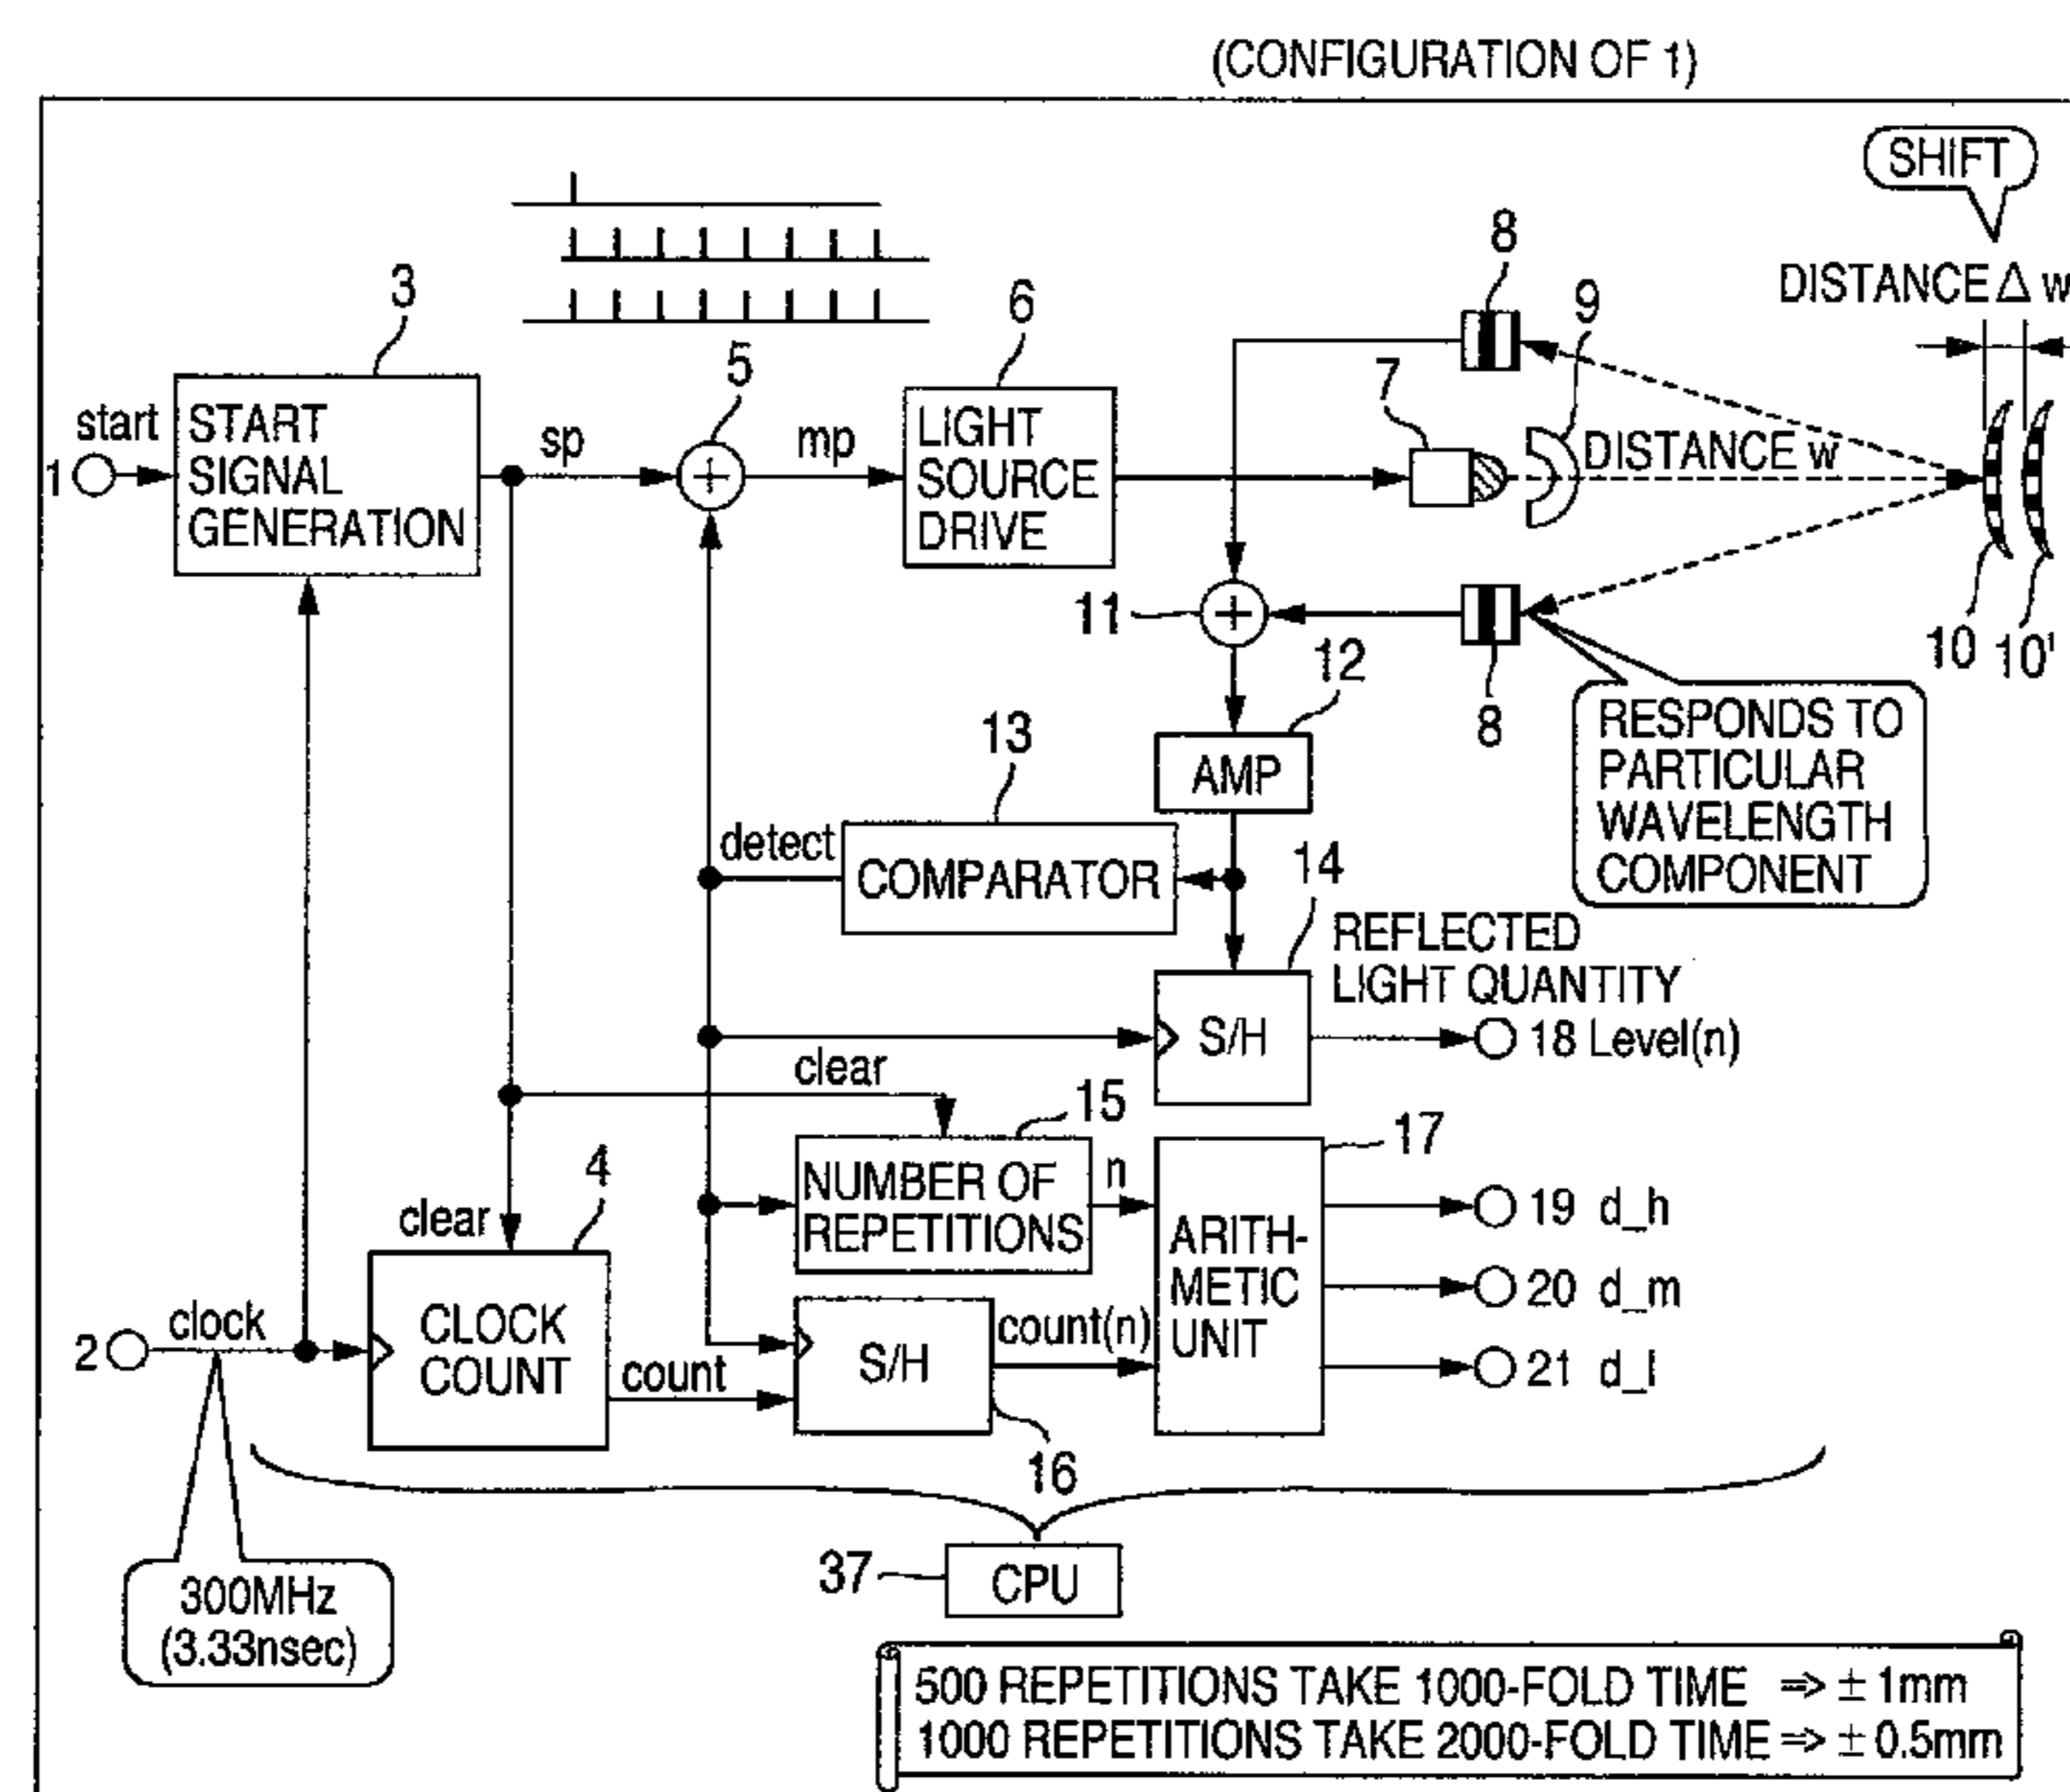 (CONFIGURATION OF 1)
SHIFT
DISTANCE Δ w
3
5
6
8
9
7
start
START
SIGNAL
GENERATION
1
sp
mp
LIGHT
SOURCE
DRIVE
DISTANCE w
10
10'
11
12
8
AMP
RESPONDS TO
PARTICULAR
WAVELENGTH
COMPONENT
13
detect
COMPARATOR
14
REFLECTED
LIGHT QUANTITY
S/H
18 Level(n)
clear
15
17
4
NUMBER OF
REPETITIONS
n
clear
ARITH-
METIC
UNIT
19 d_h
20 d_m
21 d_l
2
clock
CLOCK
COUNT
count
S/H
count(n)
16
300MHz
(3.33nsec)
37
CPU
500 REPETITIONS TAKE 1000-FOLD TIME => ± 1mm
1000 REPETITIONS TAKE 2000-FOLD TIME => ± 0.5mm